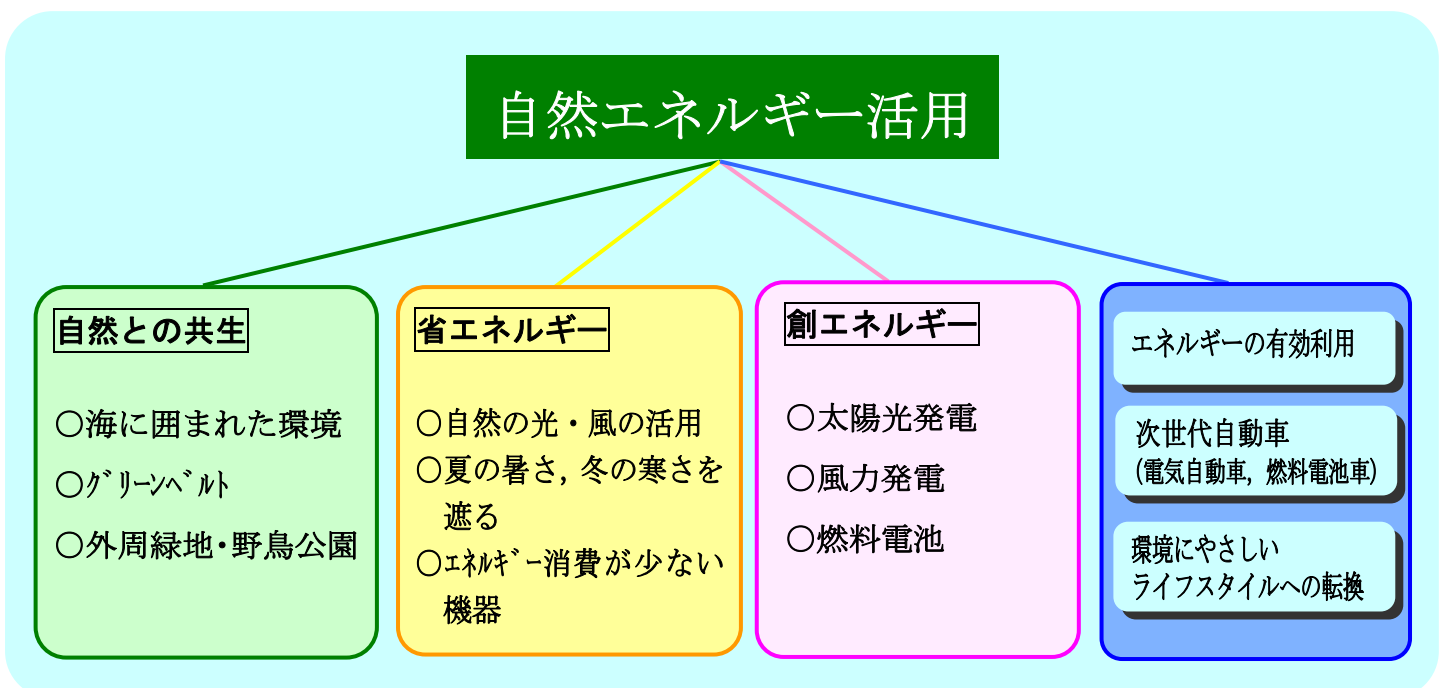 自然エネルギー活用
自然との共生
○海に囲まれた環境
○ｸﾞﾘｰﾝﾍﾞﾙﾄ
○外周緑地・野鳥公園
省エネルギー
○自然の光・風の活用
○夏の暑さ，冬の寒さを
遮る
○ｴﾈﾙｷﾞｰ消費が少ない
機器
創エネルギー
○太陽光発電
○風力発電
○燃料電池
エネルギーの有効利用
次世代自動車
(電気自動車，燃料電池車)
環境にやさしい
ライフスタイルへの転換